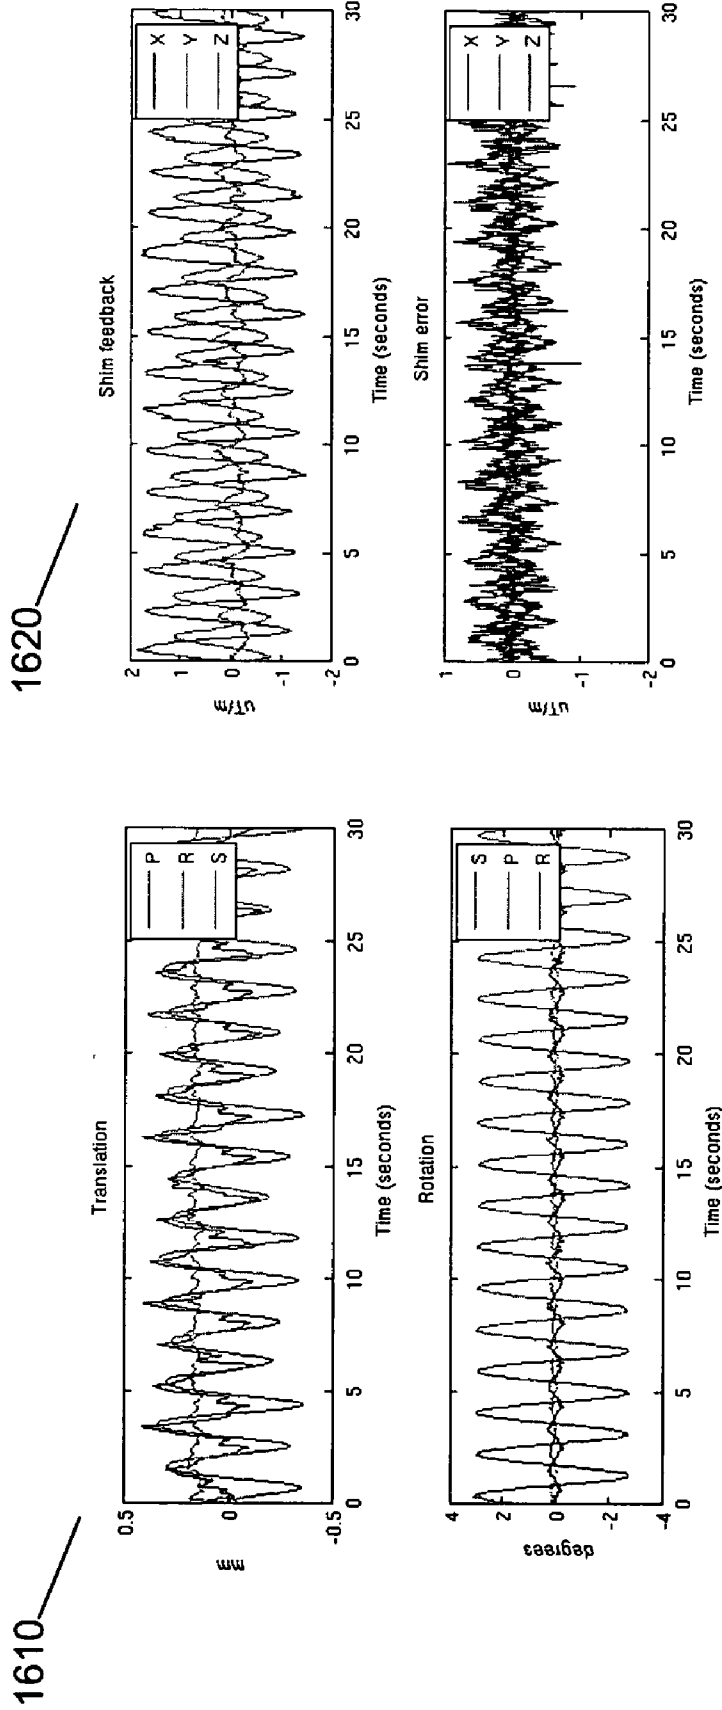 1610
Translation
0.5
0
-0.5
mm
0
5
10
15
20
25
30
Time (seconds)
P
R
S
Rotation
4
2
0
-2
-4
degrees
0
5
10
15
20
25
30
Time (seconds)
S
P
R
1620
Shim feedback
2
1
0
-1
-2
uT/m
0
5
10
15
20
25
30
Time (seconds)
X
Y
Z
Shim error
1
0
-1
-2
uT/m
0
5
10
15
20
25
30
Time (seconds)
X
Y
Z